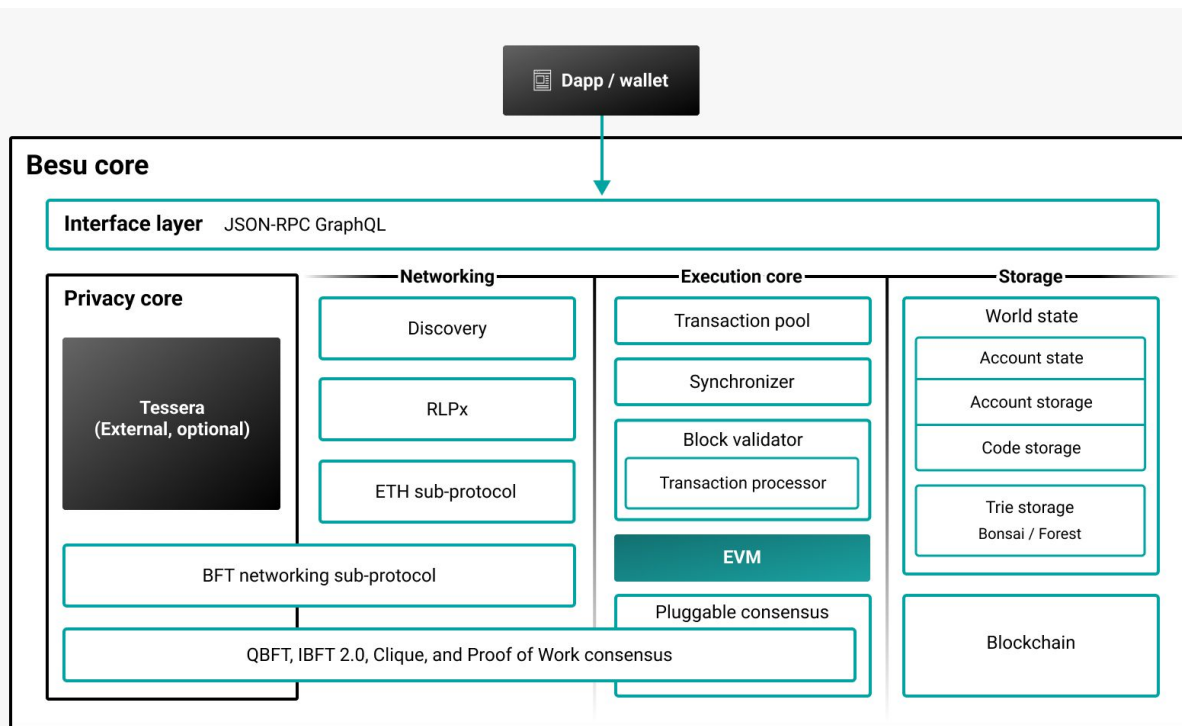 Dapp / wallet
Besu core
Interface layer JSON-RPC GraphQL
Privacy core
Tessera
(External, optional)
Networking
Discovery
RLPx
ETH sub-protocol
BFT networking sub-protocol
QBFT, IBFT 2.0, Clique, and Proof of Work consensus
Execution core
Transaction pool
Synchronizer
Block validator
Transaction processor
EVM
Pluggable consensus
Storage
World state
Account state
Account storage
Code storage
Trie storage
Bonsai / Forest
Blockchain